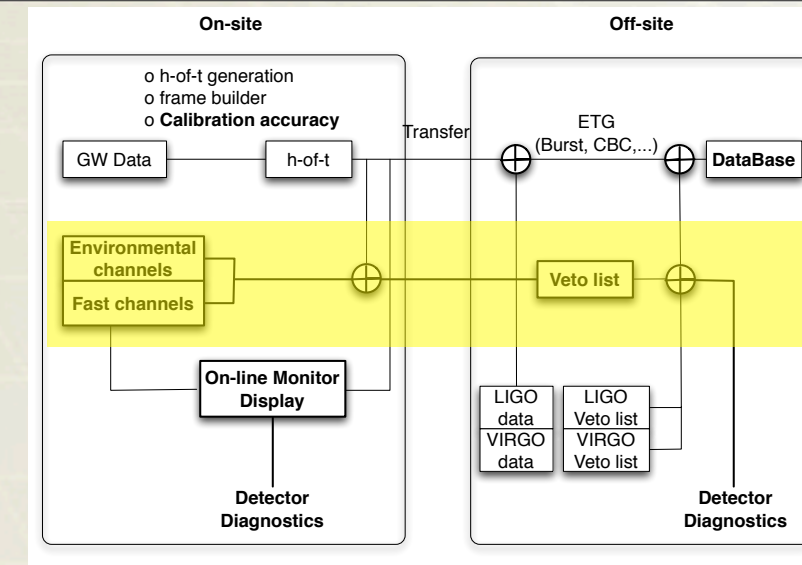 On-site
Off-site
o h-of-t generation
o frame builder
o Calibration accuracy
Transfer
ETG
(Burst, CBC,...)
GW Data
h-of-t
DataBase
Environmental
channels
Fast channels
Veto list
On-line Monitor
Display
LIGO
data
VIRGO
data
LIGO
Veto list
VIRGO
Veto list
Detector
Diagnostics
Detector
Diagnostics